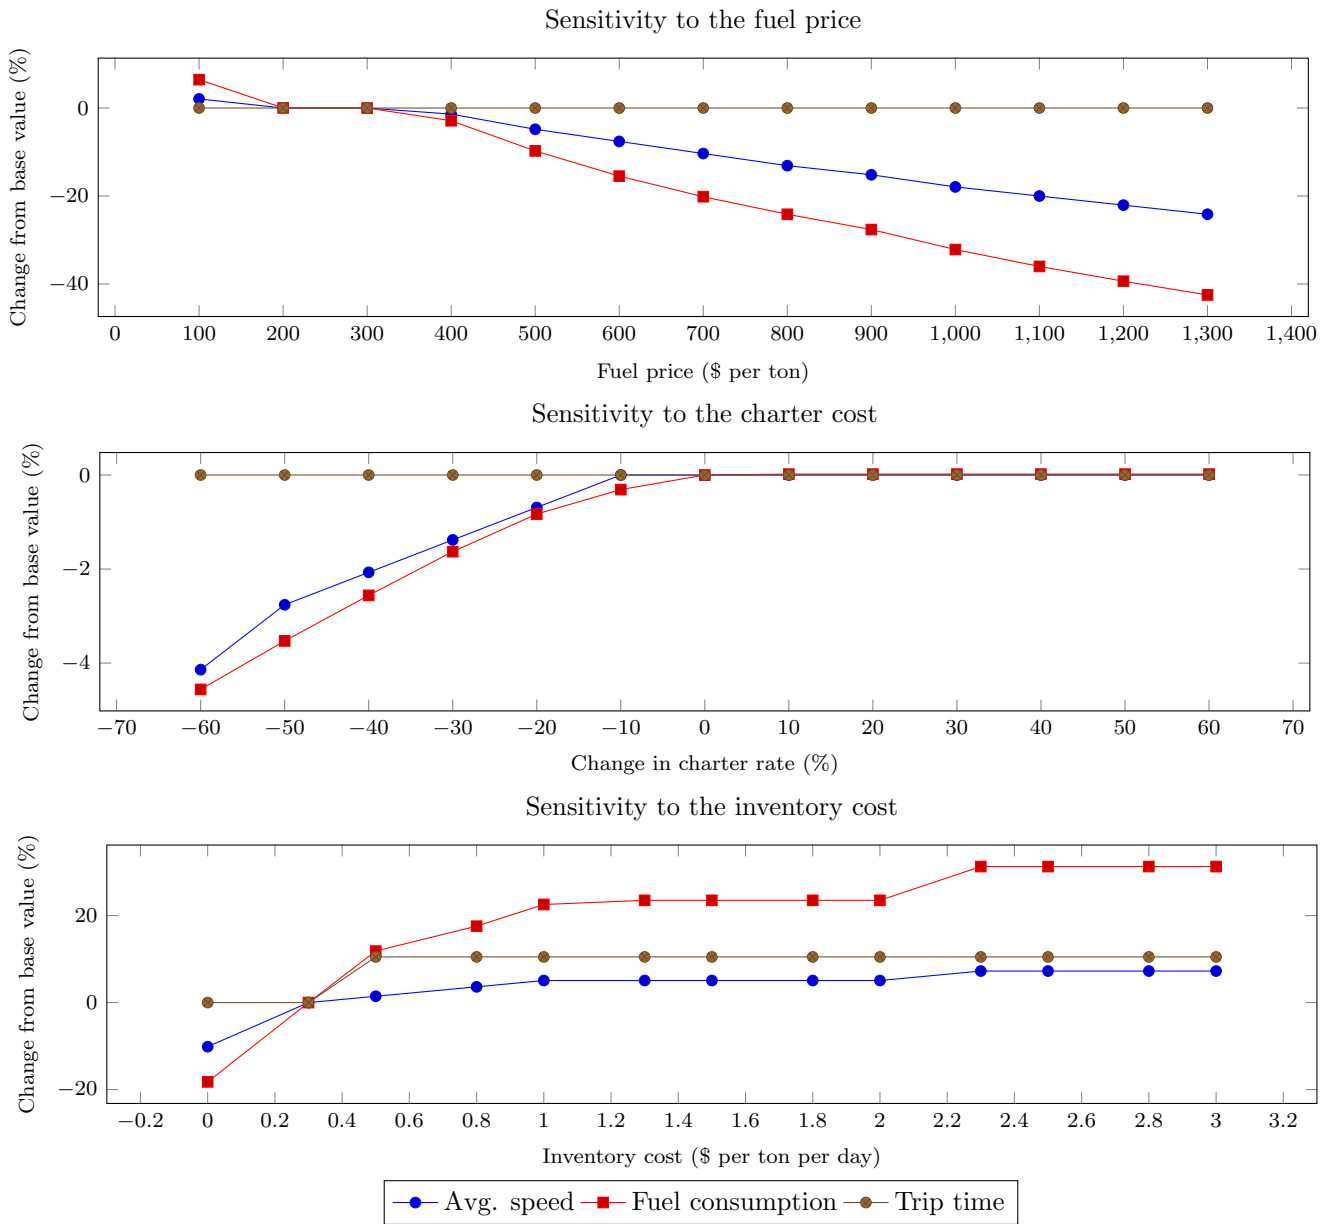 Sensitivity to the fuel price
Change from base value (%)
0
−20
−40
0 100 200 300 400 500 600 700 800 900 1,000 1,100 1,200 1,300 1,400
Fuel price ($ per ton)
Sensitivity to the charter cost
Change from base value (%)
0
−2
−4
−70 −60 −50 −40 −30 −20 −10 0 10 20 30 40 50 60 70
Change in charter rate (%)
Sensitivity to the inventory cost
Change from base value (%)
20
0
−20
−0.2 0 0.2 0.4 0.6 0.8 1 1.2 1.4 1.6 1.8 2 2.2 2.4 2.6 2.8 3 3.2
Inventory cost ($ per ton per day)
Avg. speed Fuel consumption Trip time